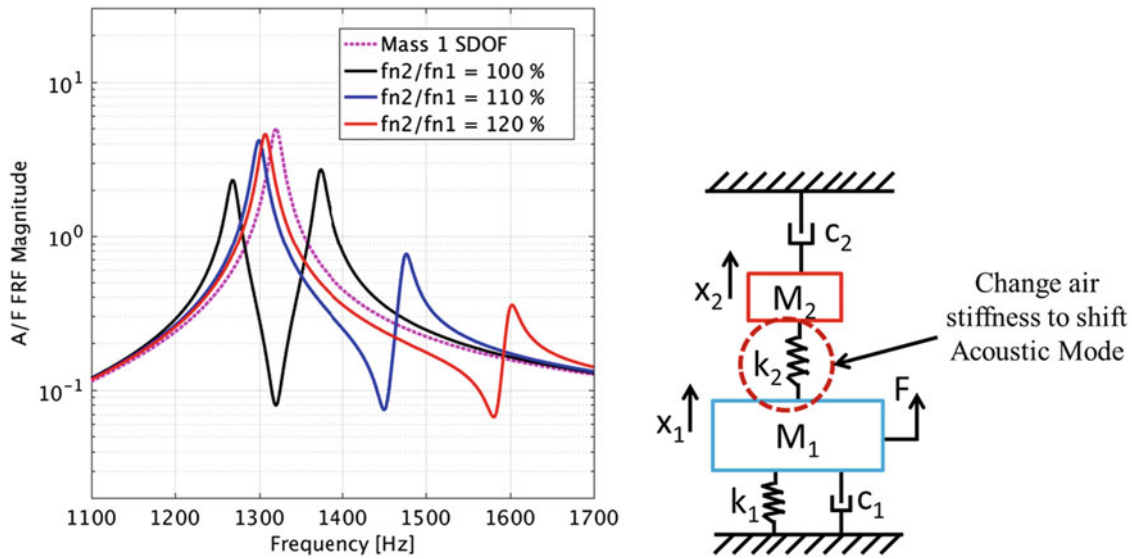 A/F FRF Magnitude
10^1
10^0
10^-1
Mass 1 SDOF
fn2/fn1 = 100 %
fn2/fn1 = 110 %
fn2/fn1 = 120 %
1100 1200 1300 1400 1500 1600 1700
Frequency [Hz]
c2
x2
M2
k2
x1
F
M1
k1
c1
Change air
stiffness to shift
Acoustic Mode